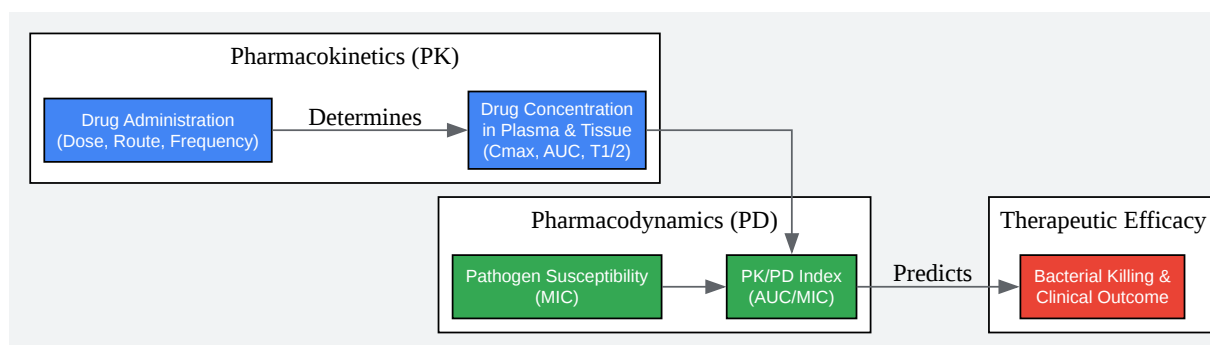 Pharmacokinetics (PK)
Drug Administration
(Dose, Route, Frequency)
Determines
Drug Concentration
in Plasma & Tissue
(Cmax, AUC, T1/2)
Pharmacodynamics (PD)
Pathogen Susceptibility
(MIC)
PK/PD Index
(AUC/MIC)
Predicts
Therapeutic Efficacy
Bacterial Killing &
Clinical Outcome